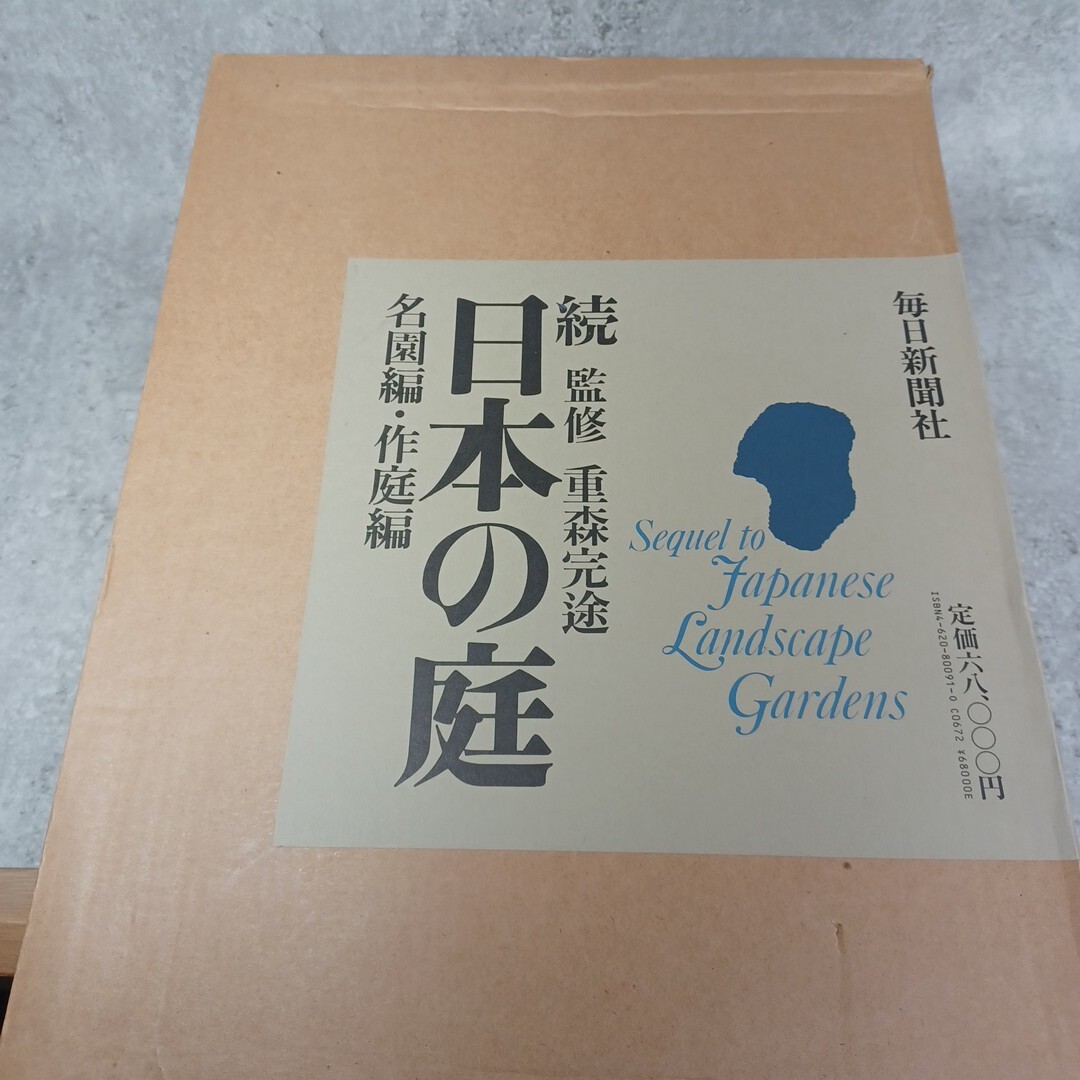 毎日新聞社
続
監修 重森完途
日本の庭
名園編・作庭編
Sequel to
Japanese
Landscape
Gardens
定価六八、〇〇〇円
ISBN4-620-80091-0 C0672 ¥68000E